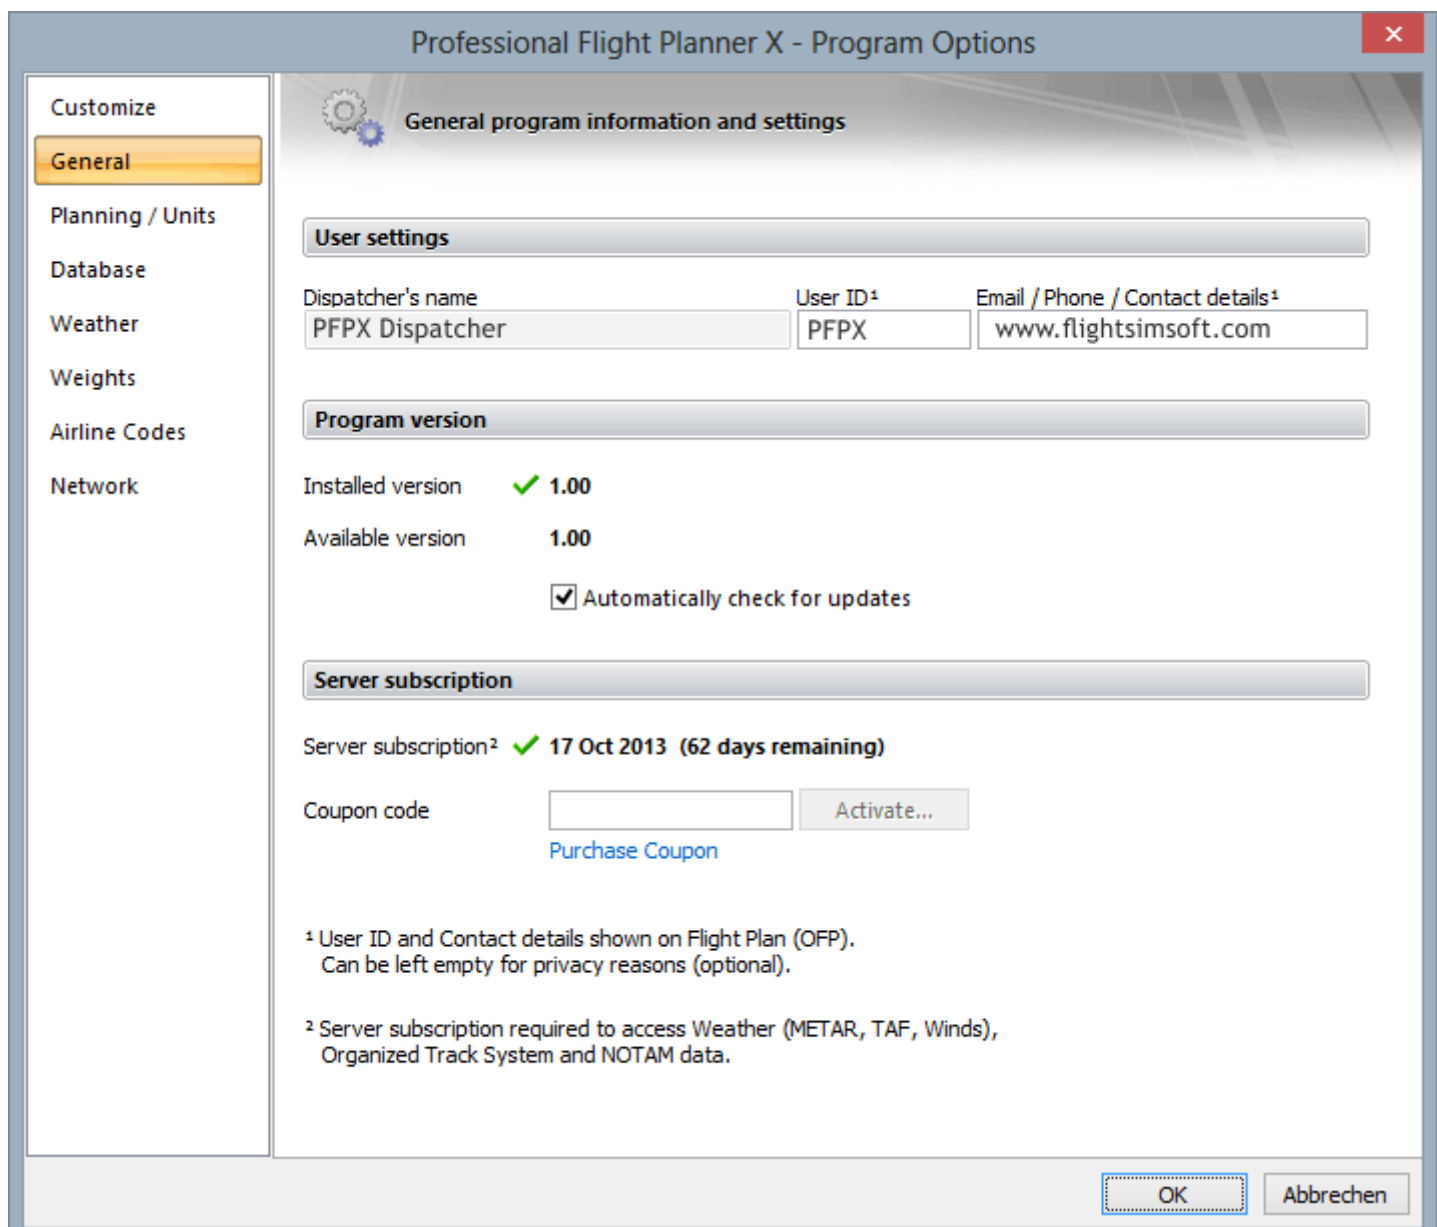 Professional Flight Planner X - Program Options
Customize
General
Planning / Units
Database
Weather
Weights
Airline Codes
Network
General program information and settings
User settings
Dispatcher's name User ID¹ Email / Phone / Contact details¹
PFPX Dispatcher PFPX www.flightsimsoft.com
Program version
Installed version 1.00
Available version 1.00
Automatically check for updates
Server subscription
Server subscription² 17 Oct 2013 (62 days remaining)
Coupon code Activate...
Purchase Coupon
¹ User ID and Contact details shown on Flight Plan (OFP).
Can be left empty for privacy reasons (optional).
² Server subscription required to access Weather (METAR, TAF, Winds),
Organized Track System and NOTAM data.
OK Abbrechen